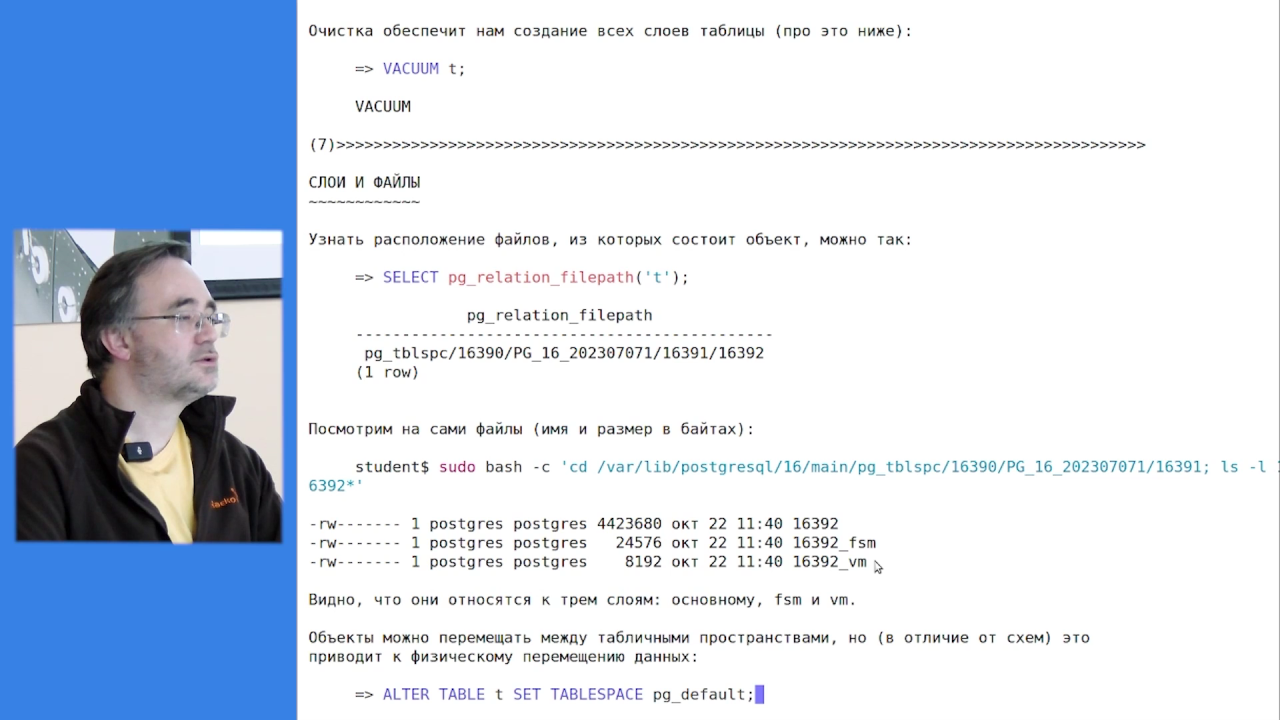 Очистка обеспечит нам создание всех слоев таблицы (про это ниже):
=> VACUUM t;
VACUUM
(7)>>>>>>>>>>>>>>>>>>>>>>>>>>>>>>>>>>>>>>>>>>>>>>>>>>>>>>>>>>>>>>>>>>>>>>>>>>>>>>>>>>>>>>>
СЛОИ И ФАЙЛЫ
~~~~~~~~~~~~
Узнать расположение файлов, из которых состоит объект, можно так:
=> SELECT pg_relation_filepath('t');
pg_relation_filepath
---------------------------------------------
pg_tblspc/16390/PG_16_202307071/16391/16392
(1 row)
Посмотрим на сами файлы (имя и размер в байтах):
student$ sudo bash -c 'cd /var/lib/postgresql/16/main/pg_tblspc/16390/PG_16_202307071/16391; ls -l 1
6392*'
-rw------- 1 postgres postgres 4423680 окт 22 11:40 16392
-rw------- 1 postgres postgres   24576 окт 22 11:40 16392_fsm
-rw------- 1 postgres postgres    8192 окт 22 11:40 16392_vm
Видно, что они относятся к трем слоям: основному, fsm и vm.
Объекты можно перемещать между табличными пространствами, но (в отличие от схем) это
приводит к физическому перемещению данных:
=> ALTER TABLE t SET TABLESPACE pg_default;